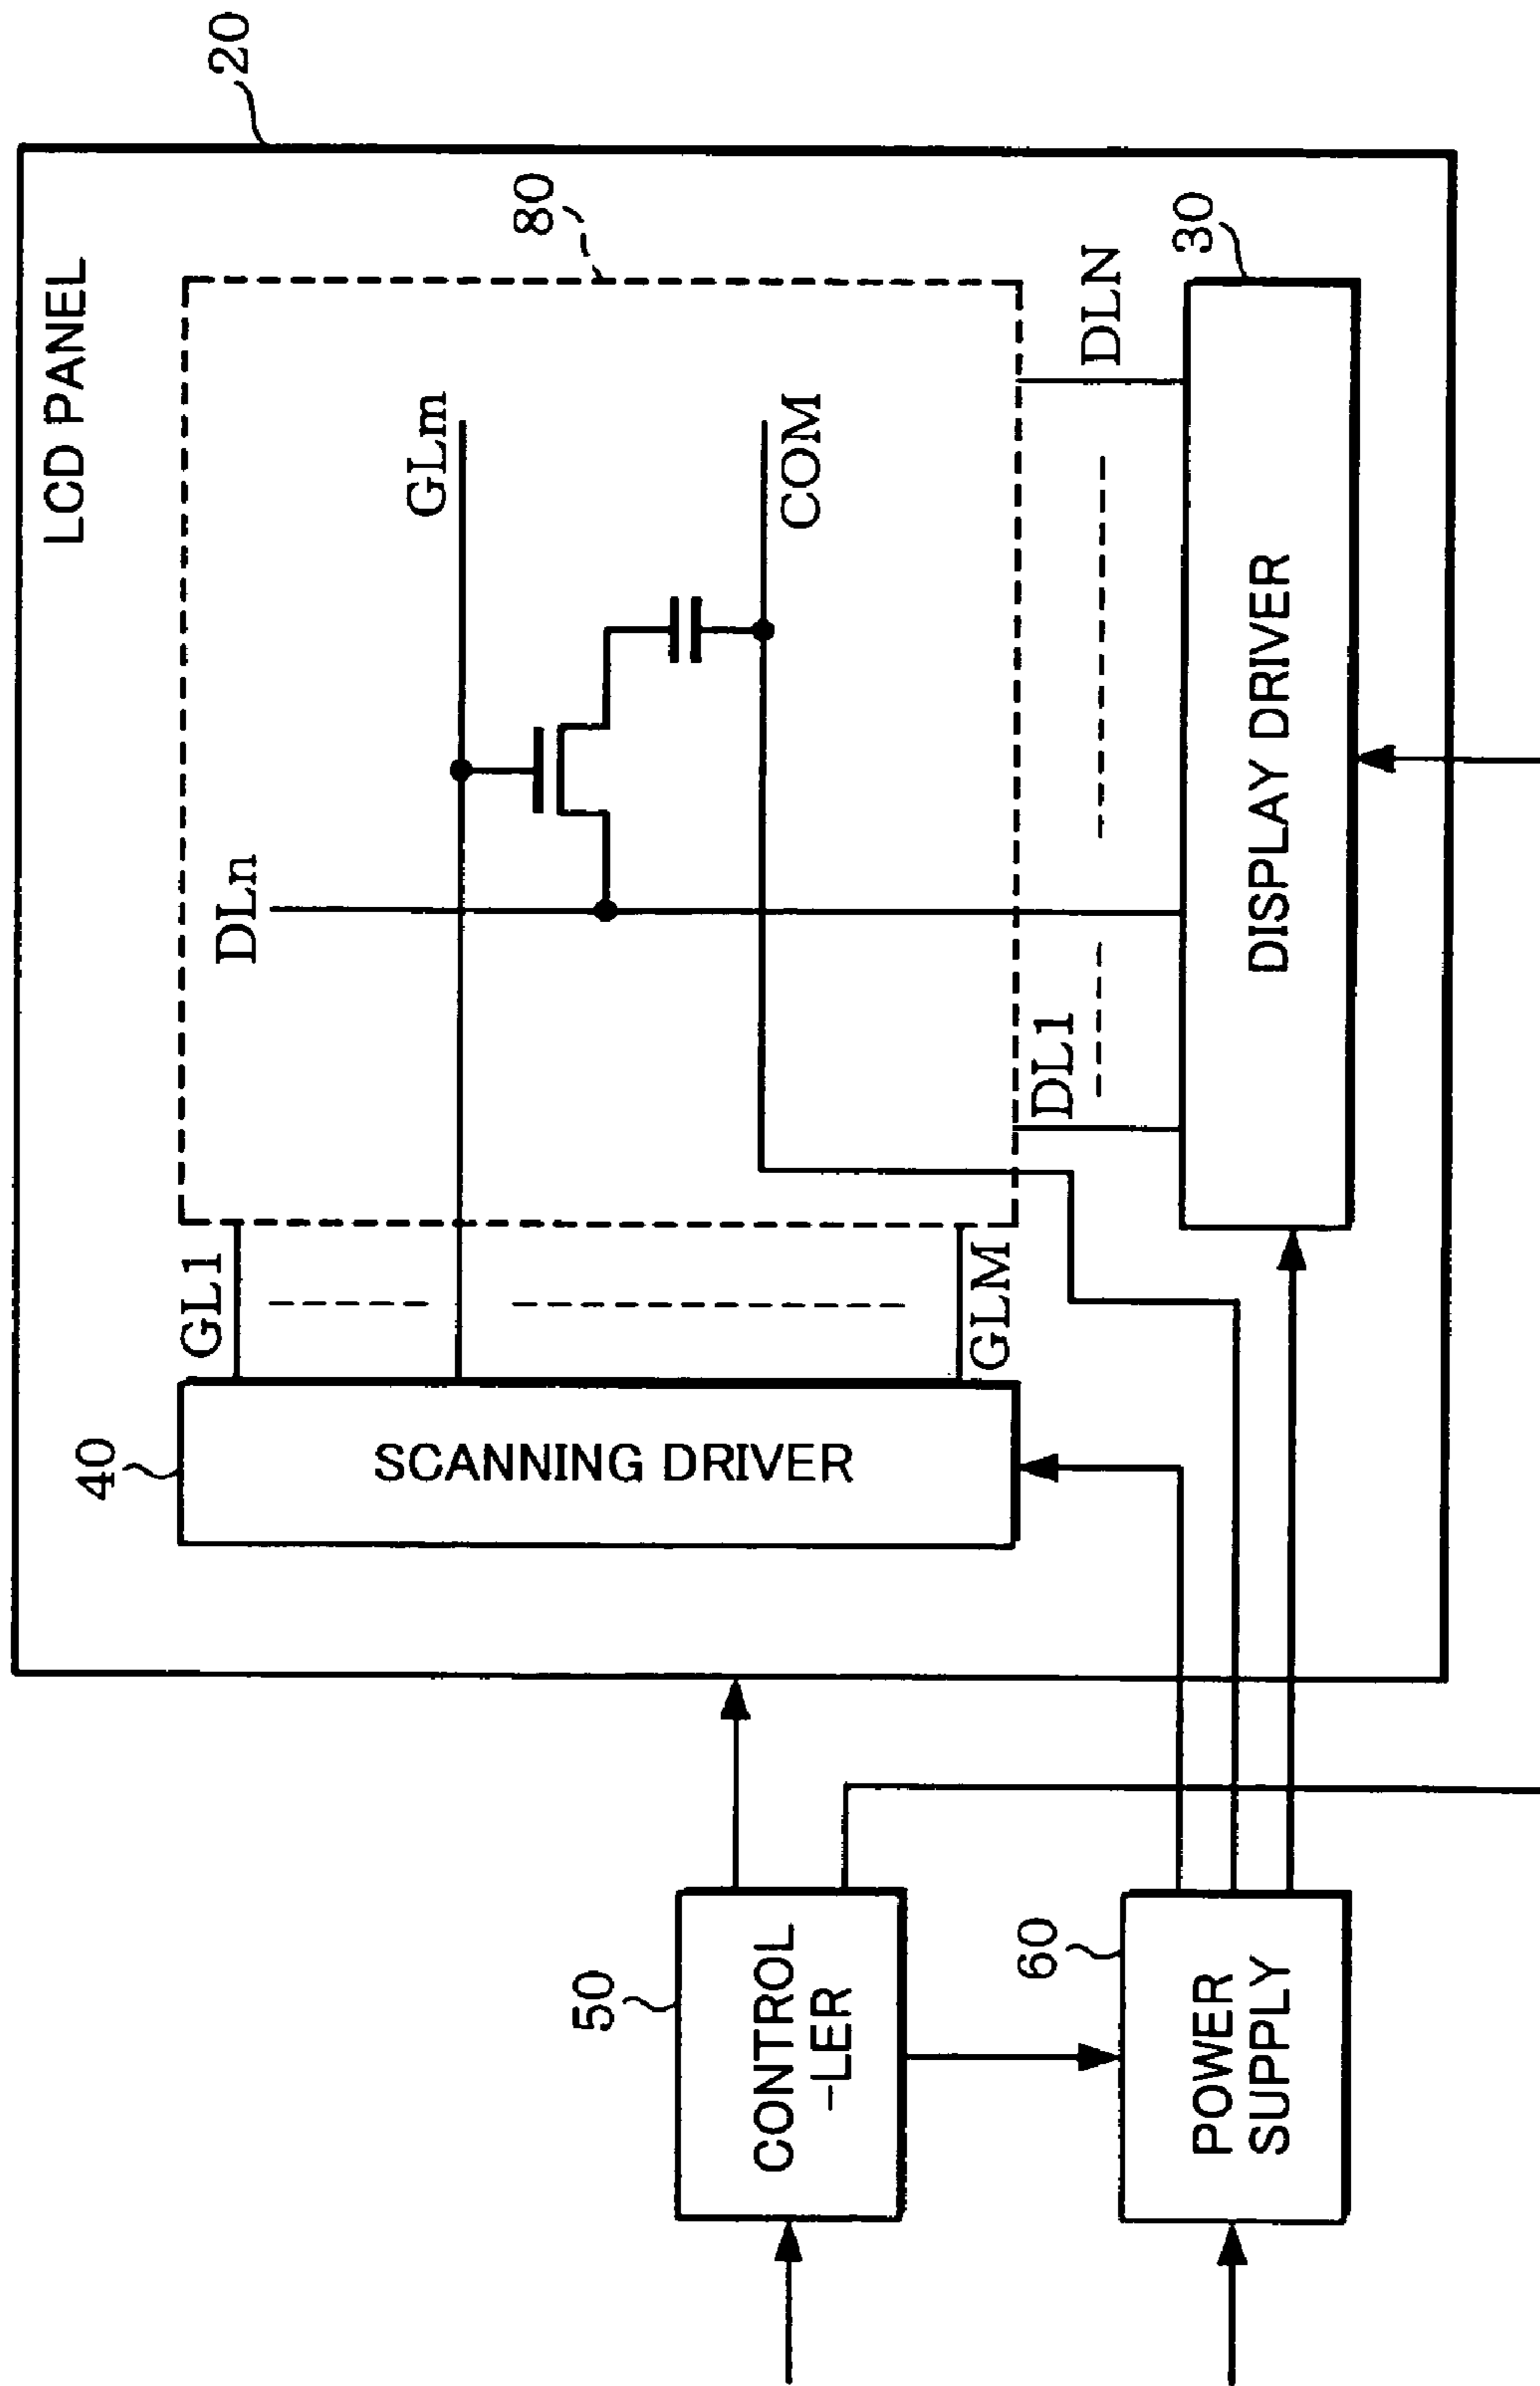 20
LCD PANEL
80
GLm
DLn
COM
GL1
GLM
DL1
DLN
30
DISPLAY DRIVER
40
SCANNING DRIVER
50
CONTROL
-LER
60
POWER
SUPPLY